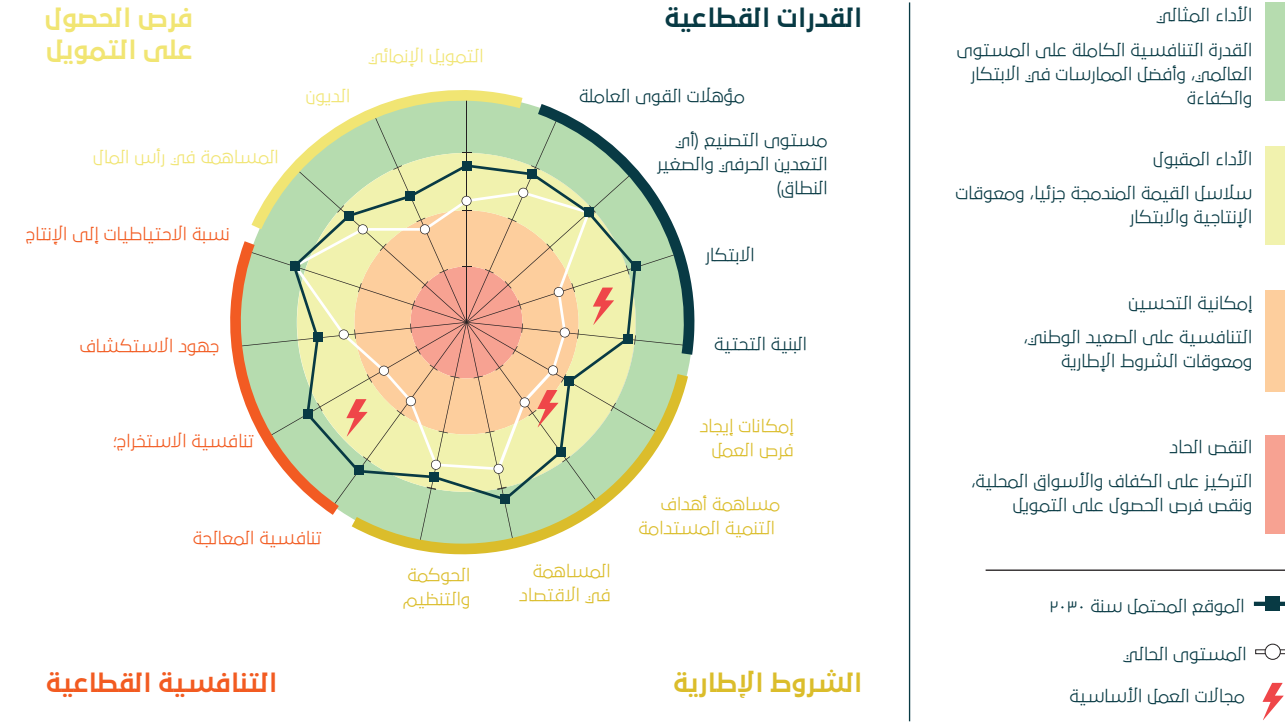 القدرات القطاعية
مؤهلات القوى العاملة
مستوى التصنيع (أي
التعدين الحرفي والصغير
النطاق)
الابتكار
البنية التحتية
إمكانات إيجاد
فرص العمل
مساهمة أهداف
التنمية المستدامة
المساهمة
في الاقتصاد
الحوكمة
والتنظيم
الشروط الإطارية
فرص الحصول
على التمويل
التمويل الإنمائي
الديون
المساهمة في رأس المال
نسبة الاحتياطيات إلى الإنتاج
جهود الاستكشاف
تنافسية الاستخراج؛
تنافسية المعالجة
التنافسية القطاعية
الأداء المثالي
القدرة التنافسية الكاملة على المستوى
العالمي، وأفضل الممارسات في الابتكار
والكفاءة
الأداء المقبول
سلاسل القيمة المندمجة جزئيا، ومعوقات
الإنتاجية والابتكار
إمكانية التحسين
التنافسية على الصعيد الوطني،
ومعوقات الشروط الإطارية
النقص الحاد
التركيز على الكفاف والأسواق المحلية،
ونقص فرص الحصول على التمويل
الموقع المحتمل سنة ٢٠٣٠
المستوى الحالي
مجالات العمل الأساسية